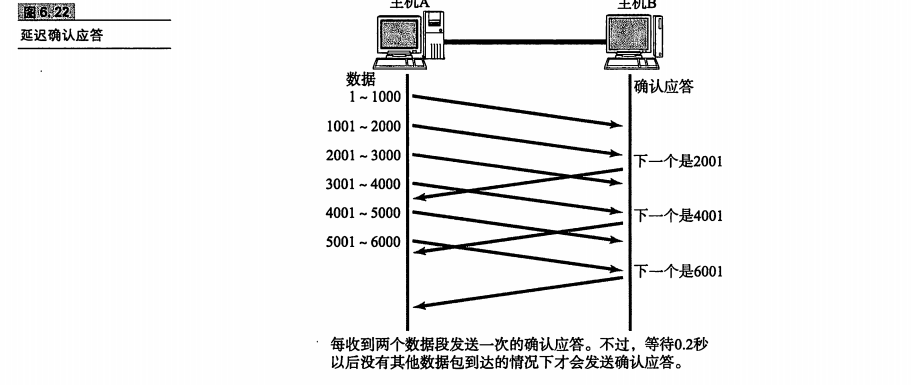 图6.22
延迟确认应答
主机A
主机B
数据
确认应答
1～1000
1001～2000
2001～3000
下一个是2001
3001～4000
4001～5000
下一个是4001
5001～6000
下一个是6001
每收到两个数据段发送一次的确认应答。不过，等待0.2秒
以后没有其他数据包到达的情况下才会发送确认应答。